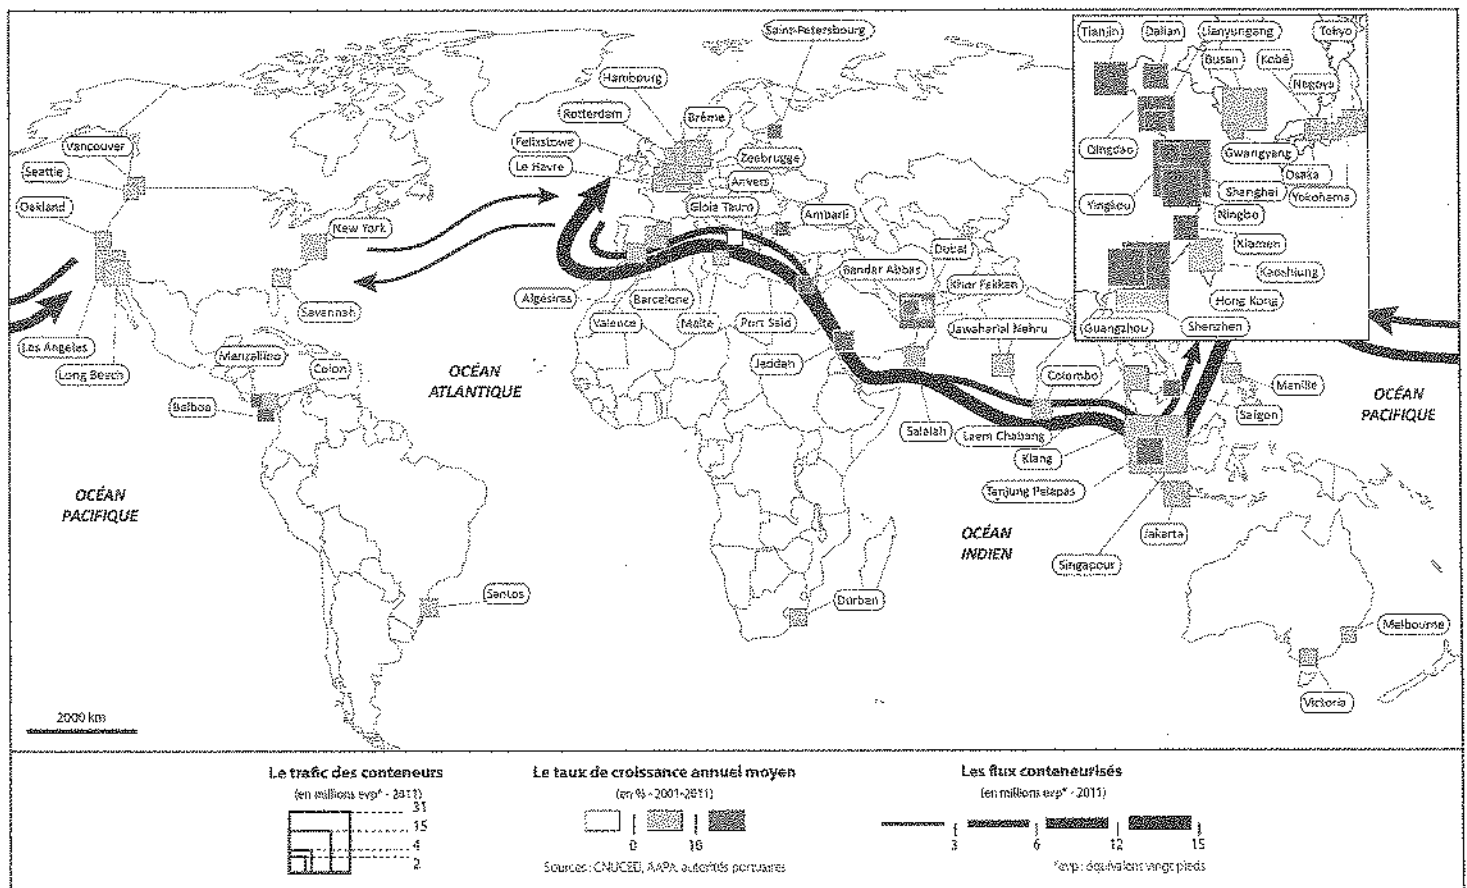 Saint-Petersbourg
Hambourg
Rotterdam
Brême
Felixstowe
Le Havre
Zeebrugge
Anvers
Gioia Tauro
Ambarli
Vancouver
Seattle
Oakland
New York
Savannah
Los Angeles
Long Beach
Manzallino
Colon
Balboa
Algésiras
Barcelone
Valence
Malte
Port Saïd
Jeddah
Bandar Abbas
Dubaï
Khor Fakkan
Jawaharlal Nehru
Colombo
Salalah
Laem Chabang
Klang
Tanjung Pelapas
Singapour
Jakarta
Manille
Saigon
Tianjin
Dalian
Lianyungang
Tokyo
Busan
Kobé
Nagoya
Qingdao
Gwangyang
Osaka
Yokohama
Yingkou
Shanghai
Ningbo
Xiamen
Kaoshiung
Hong Kong
Guangzhou
Shenzhen
OCÉAN
ATLANTIQUE
OCÉAN
PACIFIQUE
OCÉAN
PACIFIQUE
OCÉAN
INDIEN
Santos
Durban
Melbourne
Victoria
2000 km
Le trafic des conteneurs
(en millions evp* - 2011)
31
15
4
2
Le taux de croissance annuel moyen
(en % - 2001-2011)
0
10
Sources : CNUCED, AAPA, autorités portuaires
Les flux conteneurisés
(en millions evp* - 2011)
3
6
12
15
*evp : équivalent vingt pieds